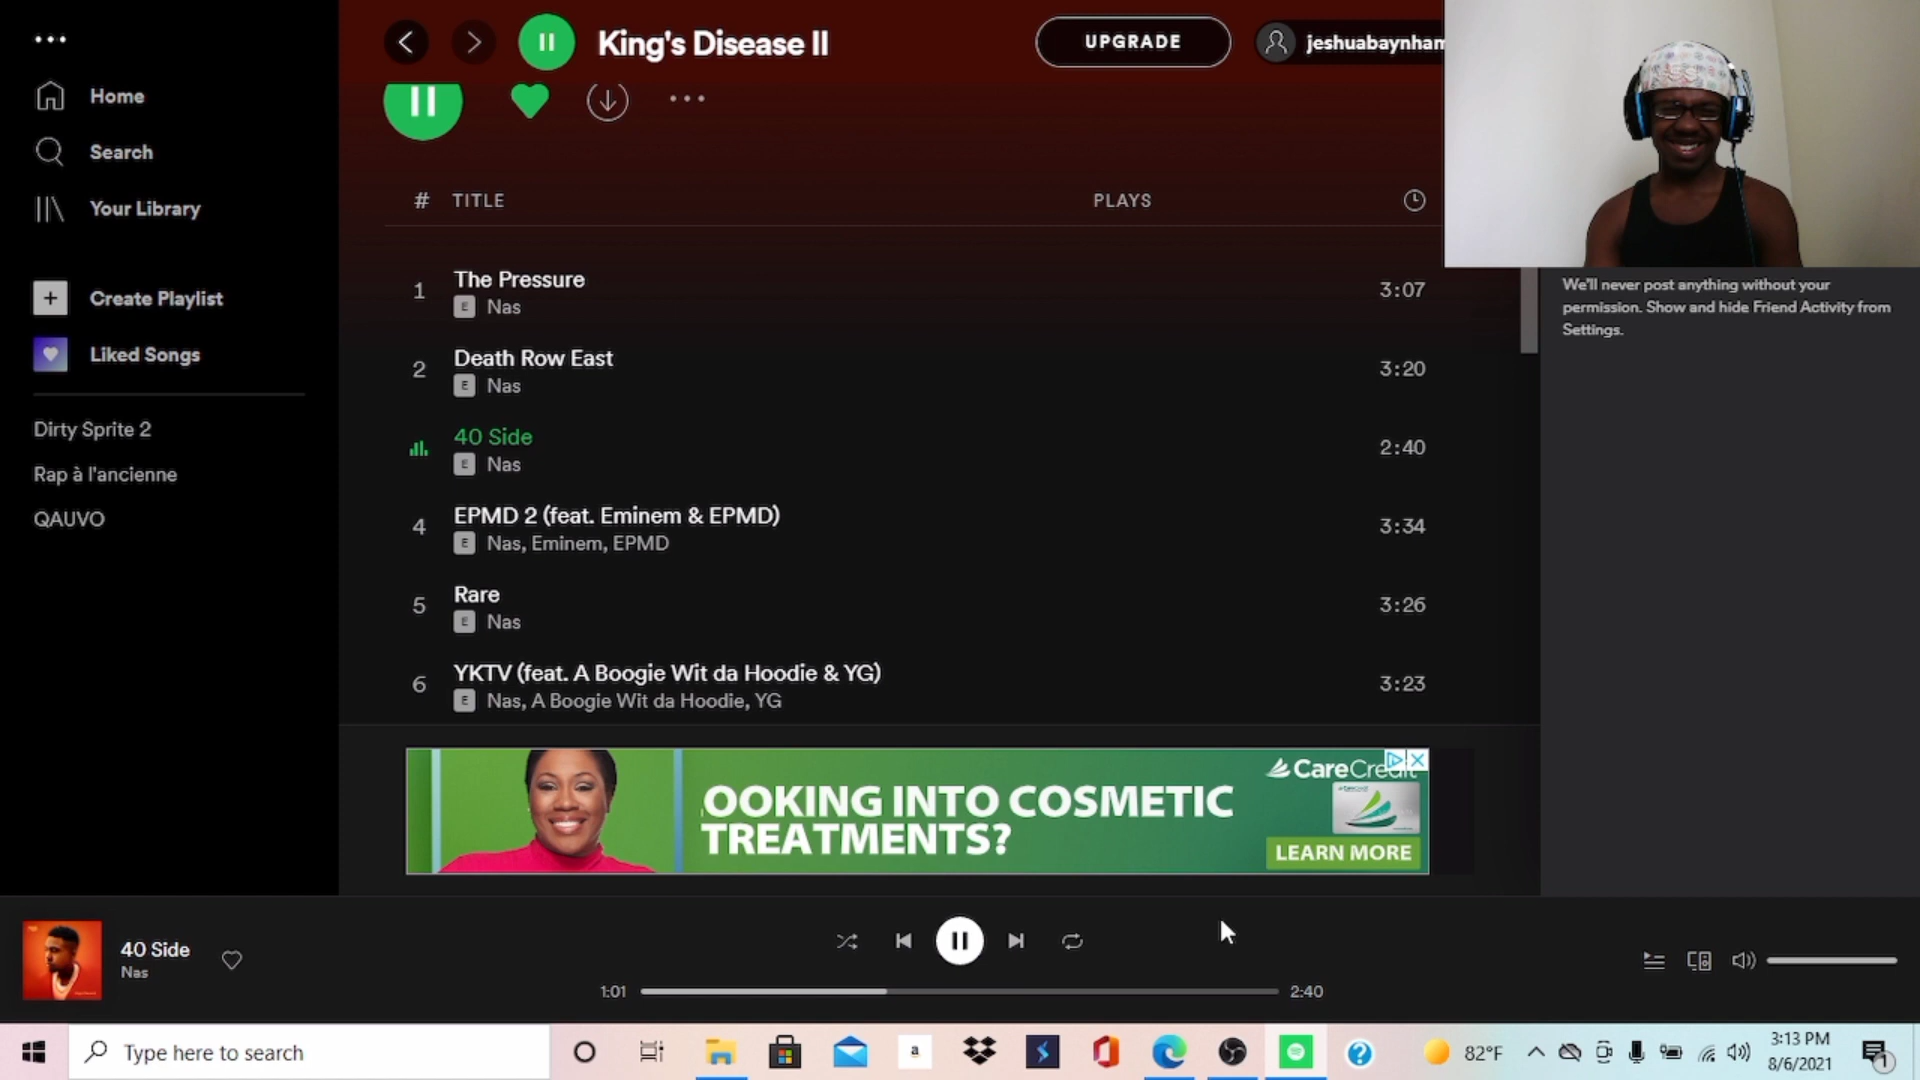 King's Disease II
UPGRADE
jeshuabaynham
Home
Search
Your Library
Create Playlist
Liked Songs
Dirty Sprite 2
Rap à l'ancienne
QAUVO
# TITLE PLAYS
1 The Pressure 3:07
E Nas
2 Death Row East 3:20
E Nas
40 Side 2:40
E Nas
4 EPMD 2 (feat. Eminem & EPMD) 3:34
E Nas, Eminem, EPMD
5 Rare 3:26
E Nas
6 YKTV (feat. A Boogie Wit da Hoodie & YG) 3:23
E Nas, A Boogie Wit da Hoodie, YG
We'll never post anything without your
permission. Show and hide Friend Activity from
Settings.
OOKING INTO COSMETIC
TREATMENTS?
CareCredit
LEARN MORE
40 Side
Nas
1:01 2:40
Type here to search
a
82°F
3:13 PM
8/6/2021
1